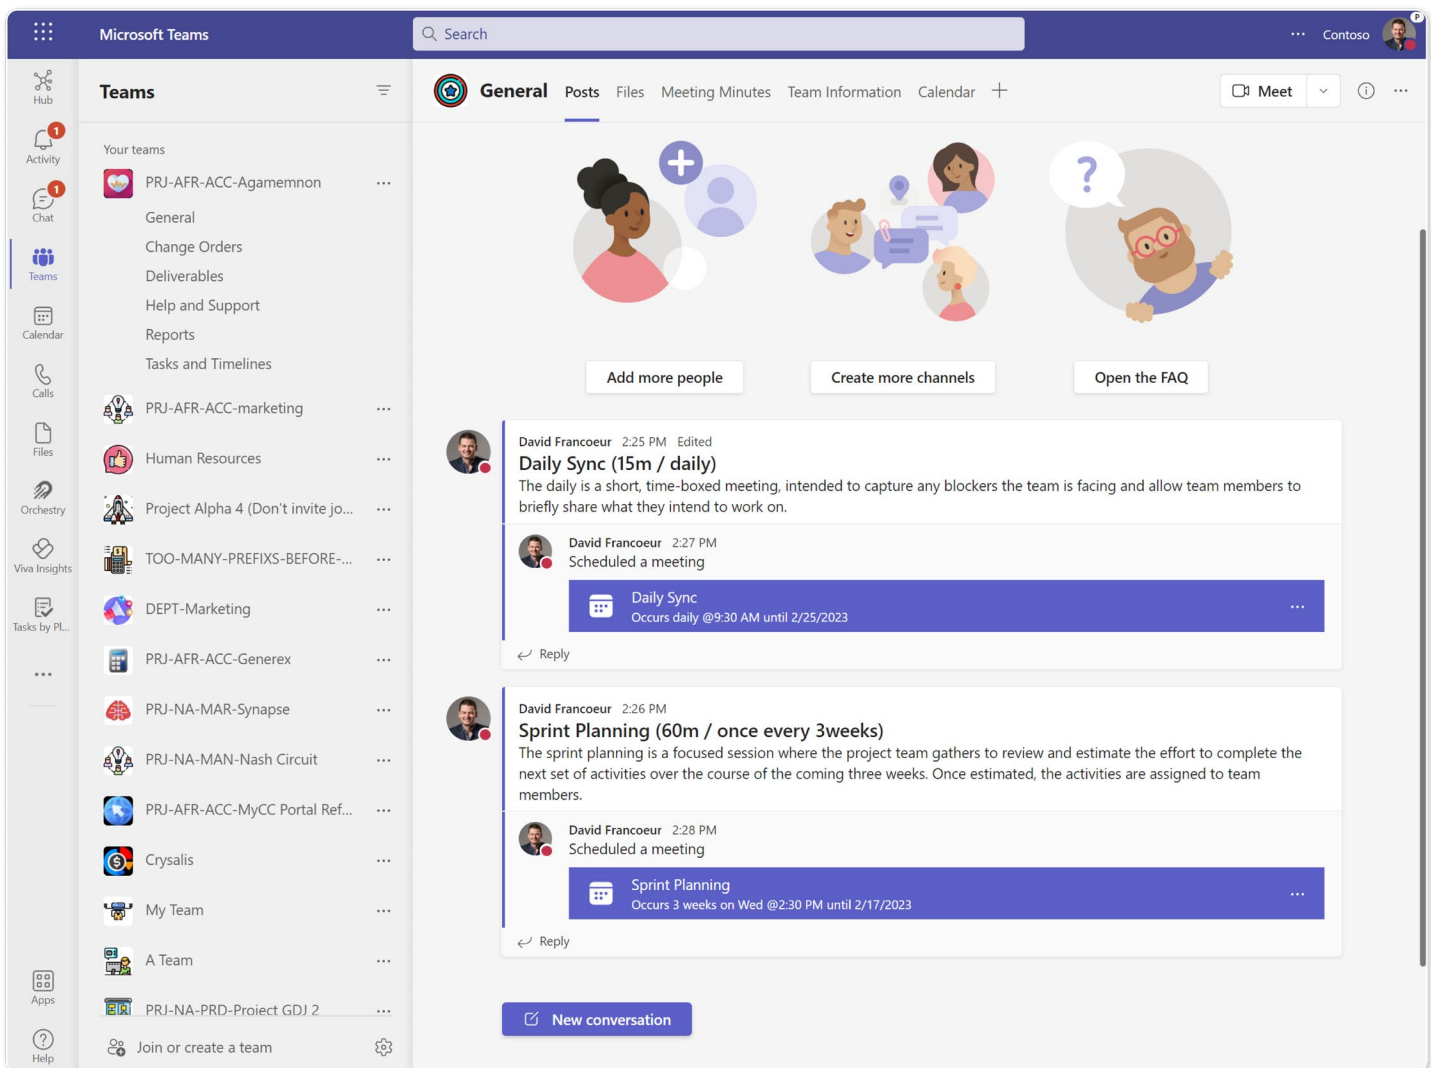 Microsoft Teams
Search
Contoso
P
Hub
1
Activity
1
Chat
Teams
Calendar
Calls
Files
Orchestry
Viva Insights
Tasks by Pl...
Apps
Help
Teams
Your teams
PRJ-AFR-ACC-Agamemnon
General
Change Orders
Deliverables
Help and Support
Reports
Tasks and Timelines
PRJ-AFR-ACC-marketing
Human Resources
Project Alpha 4 (Don't invite jo...
TOO-MANY-PREFIXS-BEFORE-...
DEPT-Marketing
PRJ-AFR-ACC-Generex
PRJ-NA-MAR-Synapse
PRJ-NA-MAN-Nash Circuit
PRJ-AFR-ACC-MyCC Portal Ref...
Crysalis
My Team
A Team
PRJ-NA-PRD-Project GDJ 2
Join or create a team
General Posts Files Meeting Minutes Team Information Calendar
Meet
?
Add more people
Create more channels
Open the FAQ
David Francoeur 2:25 PM Edited
Daily Sync (15m / daily)
The daily is a short, time-boxed meeting, intended to capture any blockers the team is facing and allow team members to
briefly share what they intend to work on.
David Francoeur 2:27 PM
Scheduled a meeting
Daily Sync
Occurs daily @9:30 AM until 2/25/2023
Reply
David Francoeur 2:26 PM
Sprint Planning (60m / once every 3weeks)
The sprint planning is a focused session where the project team gathers to review and estimate the effort to complete the
next set of activities over the course of the coming three weeks. Once estimated, the activities are assigned to team
members.
David Francoeur 2:28 PM
Scheduled a meeting
Sprint Planning
Occurs 3 weeks on Wed @2:30 PM until 2/17/2023
Reply
New conversation